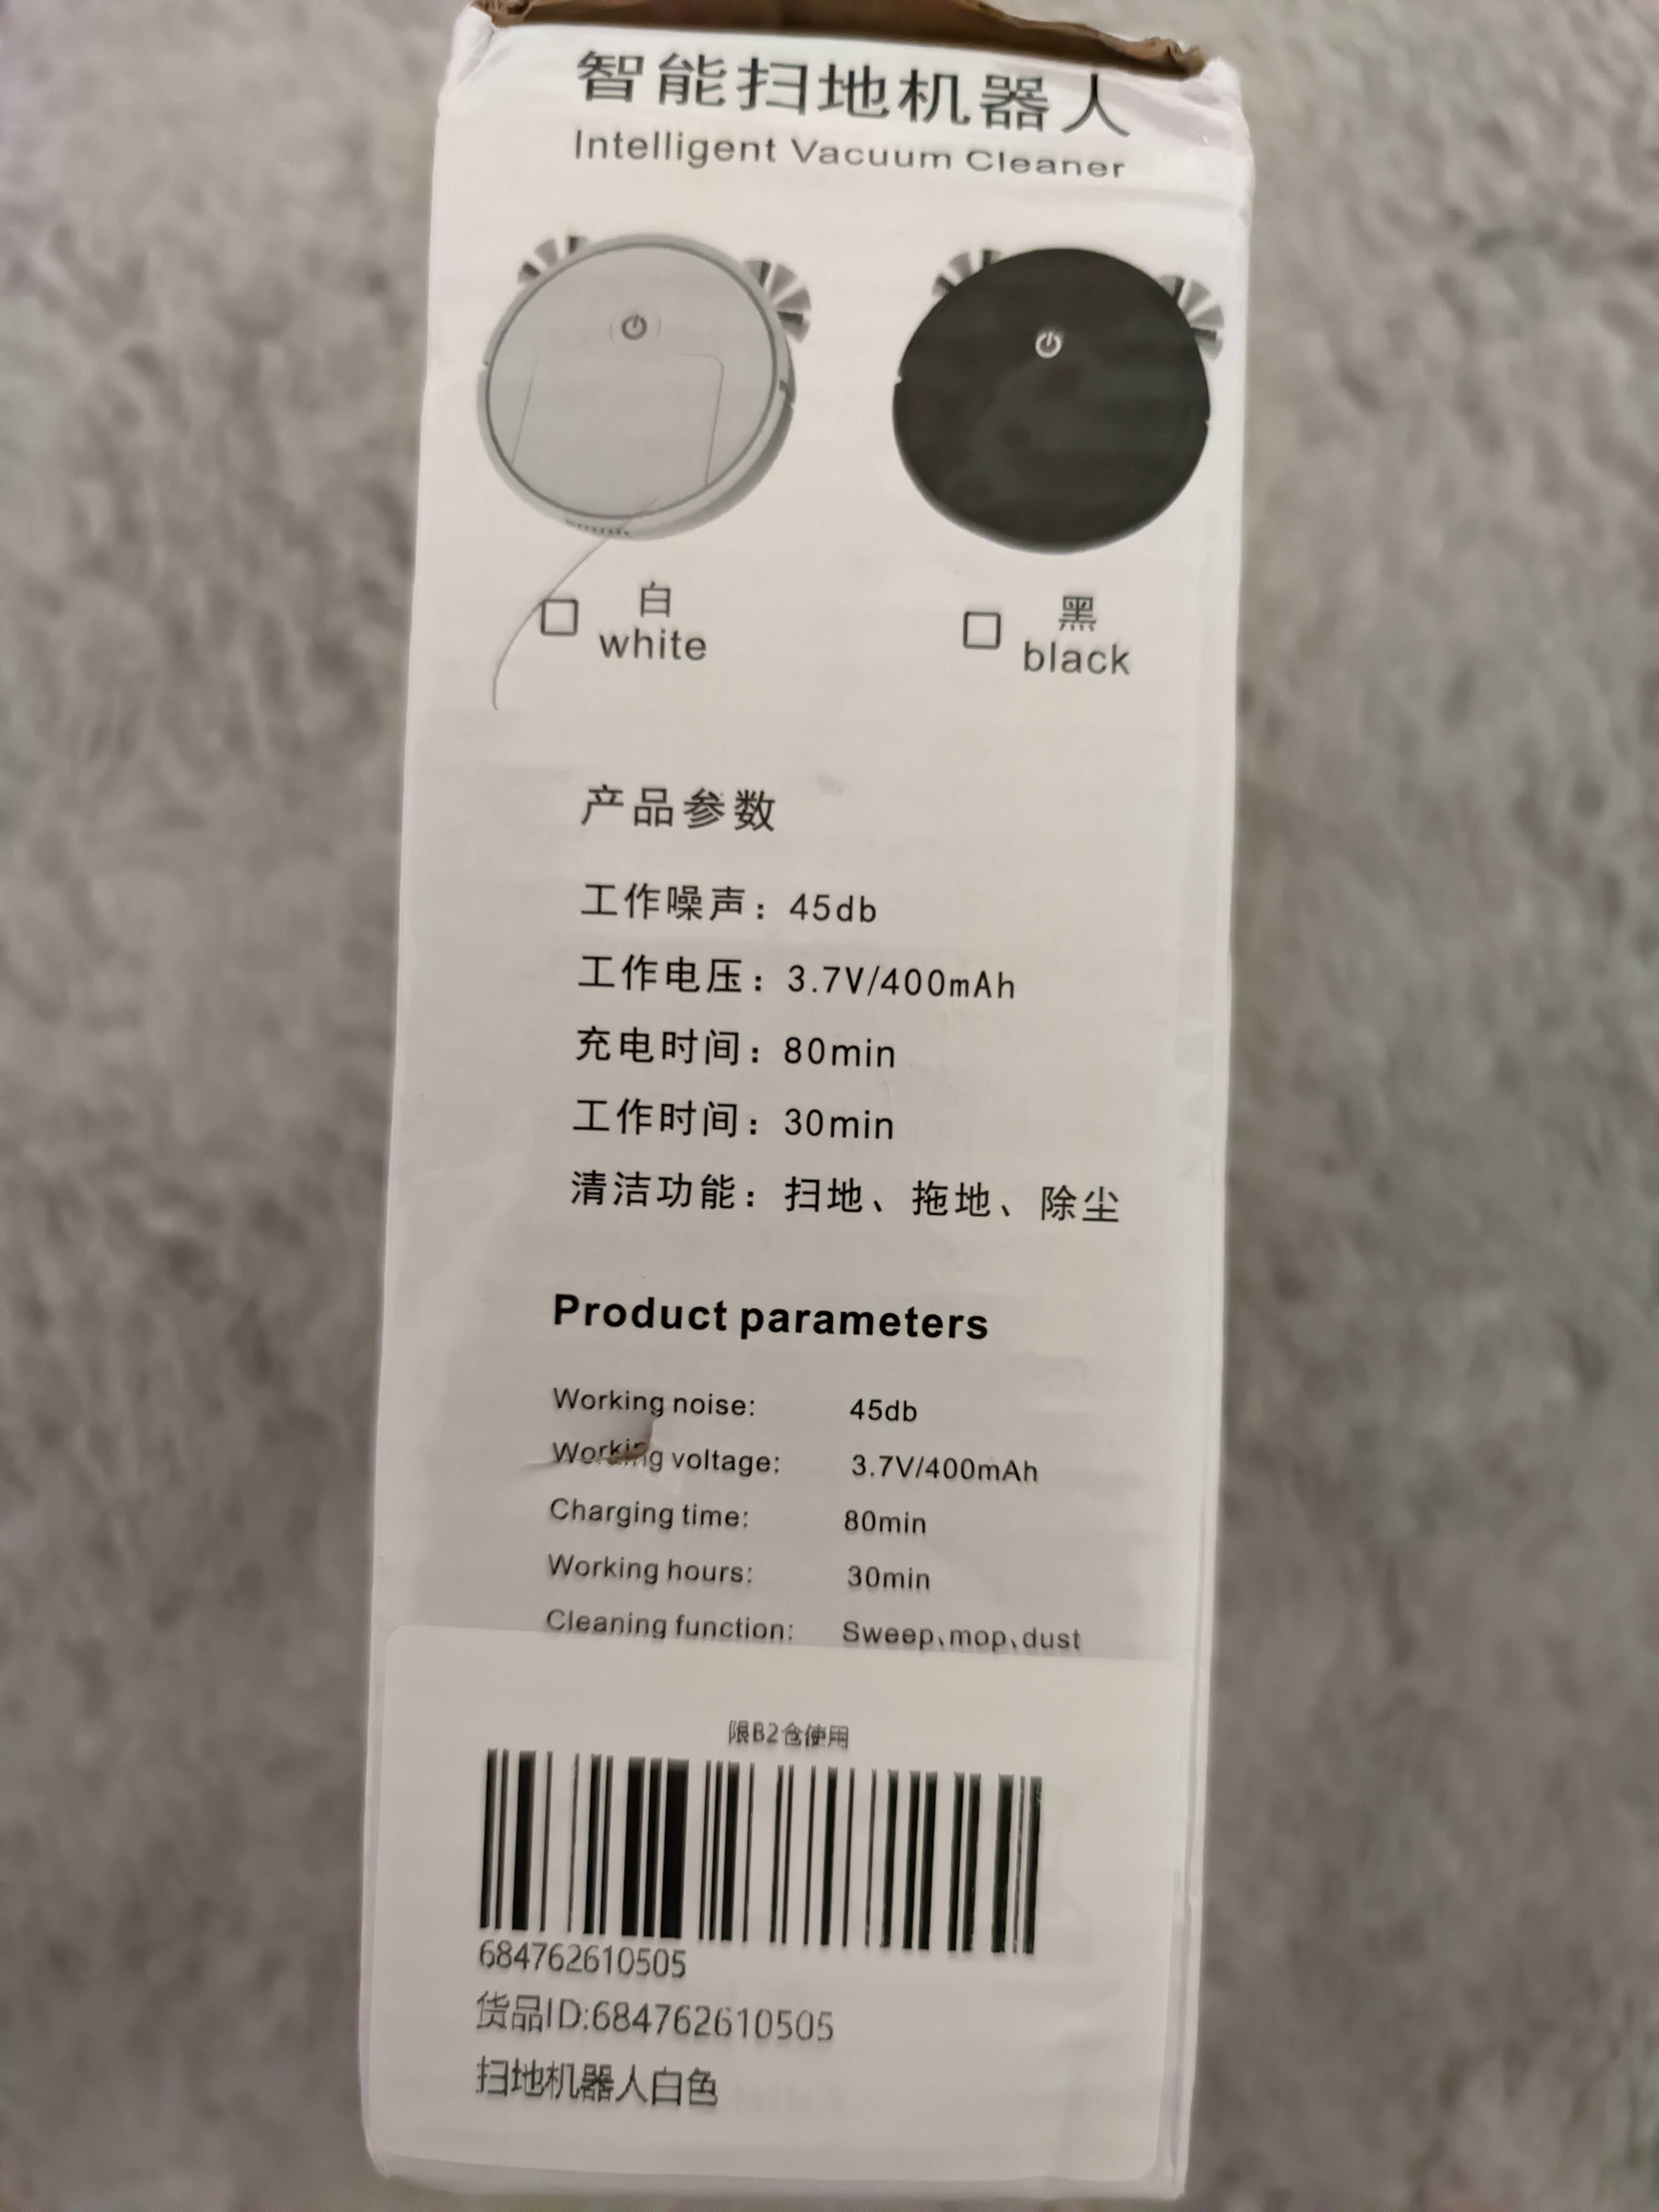 智能扫地机器人
Intelligent Vacuum Cleaner
白
white
黑
black
产品参数
工作噪声：45db
工作电压：3.7V/400mAh
充电时间：80min
工作时间：30min
清洁功能：扫地、拖地、除尘
Product parameters
Working noise: 45db
Working voltage: 3.7V/400mAh
Charging time: 80min
Working hours: 30min
Cleaning function: Sweep、mop、dust
限B2仓使用
684762610505
货品ID:684762610505
扫地机器人白色